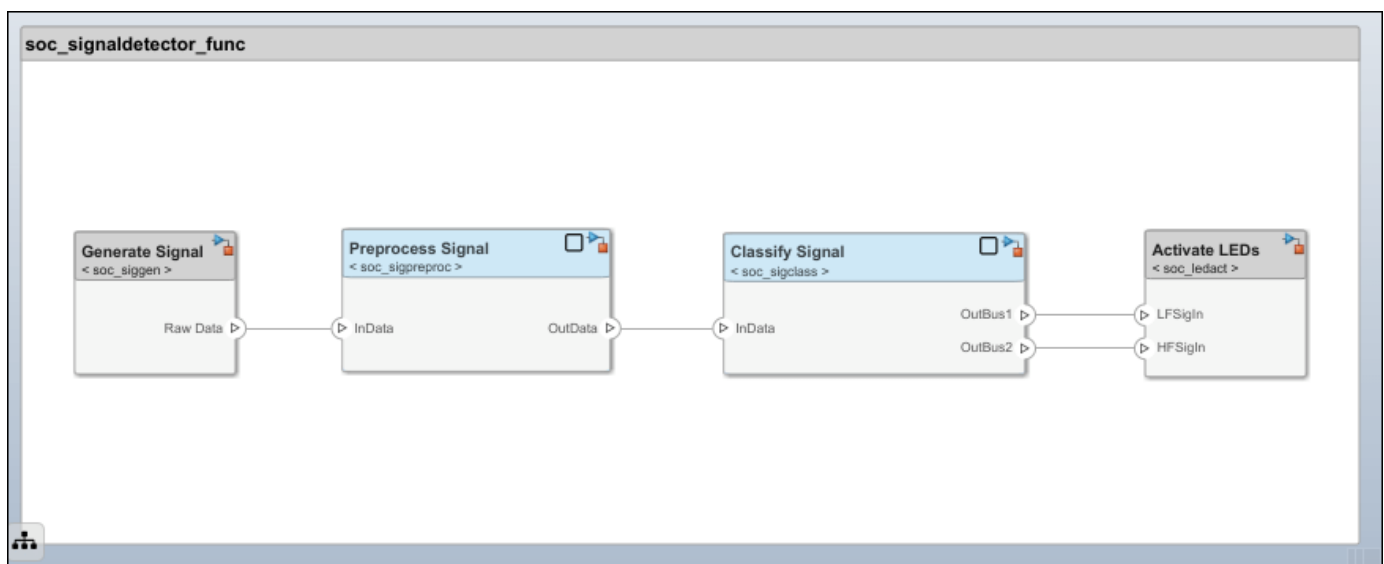 soc_signaldetector_func
Generate Signal
< soc_siggen >
Raw Data
Preprocess Signal
< soc_sigpreproc >
InData
OutData
Classify Signal
< soc_sigclass >
InData
OutBus1
OutBus2
Activate LEDs
< soc_ledact >
LFSigIn
HFSigIn